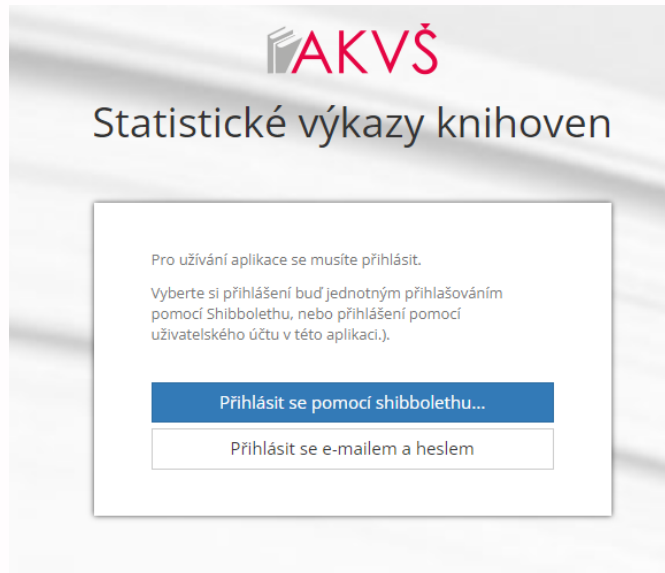 AKVŠ
Statistické výkazy knihoven
Pro užívání aplikace se musíte přihlásit.
Vyberte si přihlášení buď jednotným přihlašováním
pomocí Shibbolethu, nebo přihlášení pomocí
uživatelského účtu v této aplikaci.).
Přihlásit se pomocí shibbolethu...
Přihlásit se e-mailem a heslem